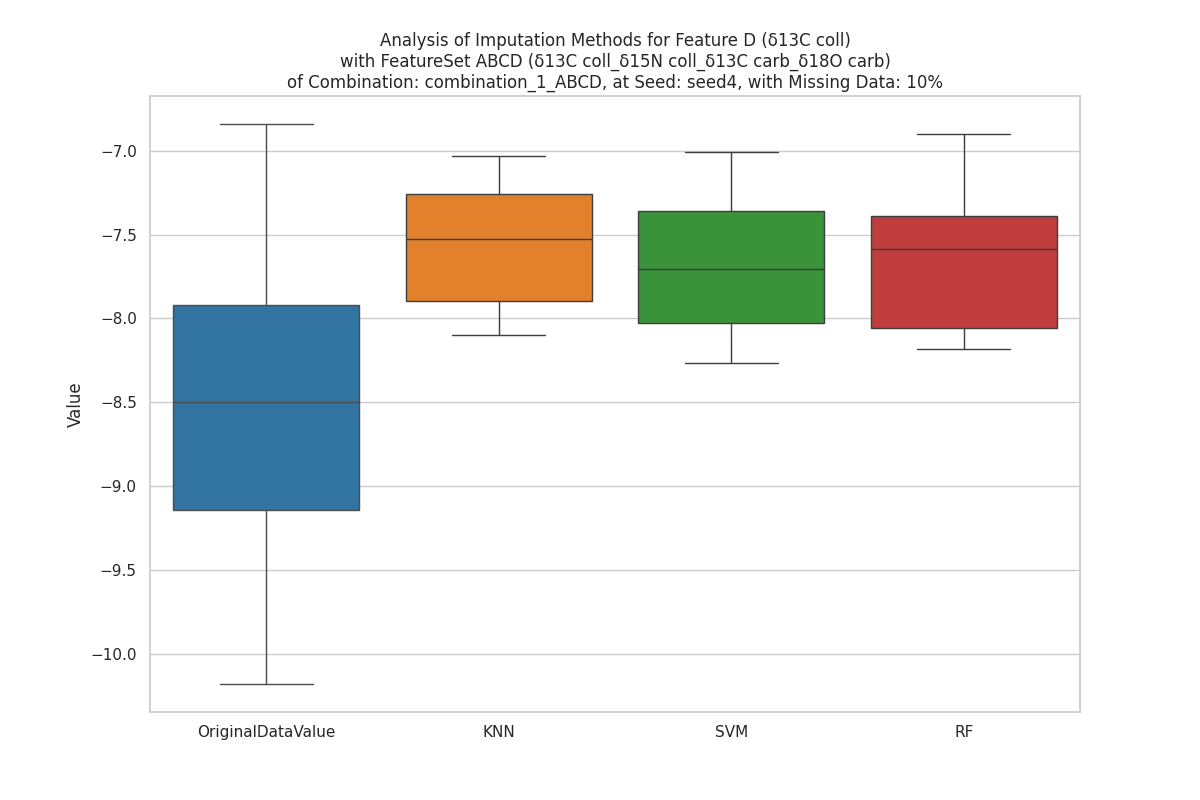 Analysis of Imputation Methods for Feature D (δ13C coll)
with FeatureSet ABCD (δ13C coll_δ15N coll_δ13C carb_δ18O carb)
of Combination: combination_1_ABCD, at Seed: seed4, with Missing Data: 10%
−7.0
−7.5
−8.0
−8.5
−9.0
−9.5
−10.0
Value
OriginalDataValue KNN SVM RF